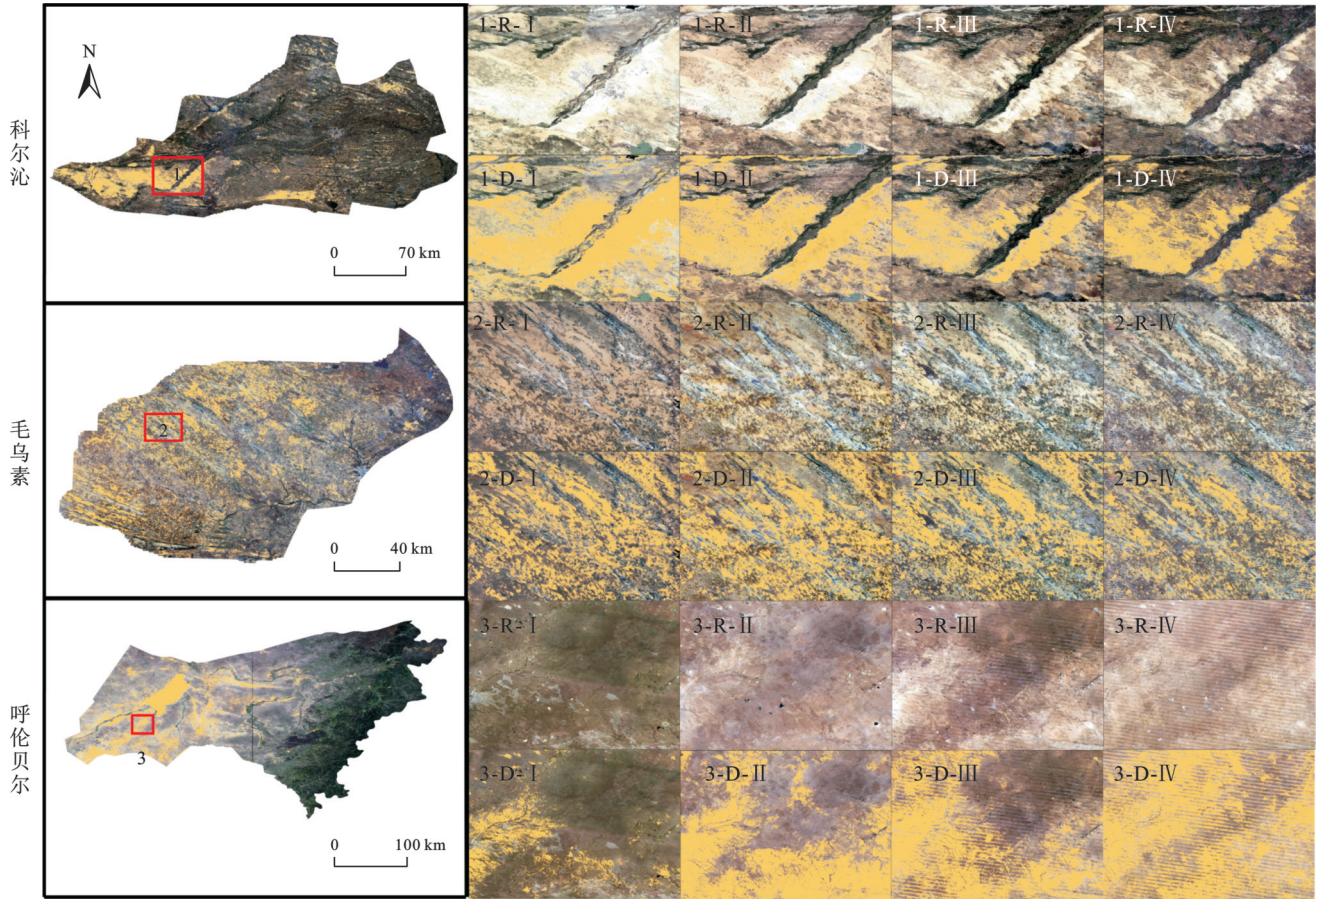 科尔沁
N
1
0 70 km
1-R-Ⅰ 1-R-Ⅱ 1-R-Ⅲ 1-R-Ⅳ
1-D-Ⅰ 1-D-Ⅱ 1-D-Ⅲ 1-D-Ⅳ
毛乌素
2
0 40 km
2-R-Ⅰ 2-R-Ⅱ 2-R-Ⅲ 2-R-Ⅳ
2-D-Ⅰ 2-D-Ⅱ 2-D-Ⅲ 2-D-Ⅳ
呼伦贝尔
3
0 100 km
3-R-Ⅰ 3-R-Ⅱ 3-R-Ⅲ 3-R-Ⅳ
3-D-Ⅰ 3-D-Ⅱ 3-D-Ⅲ 3-D-Ⅳ